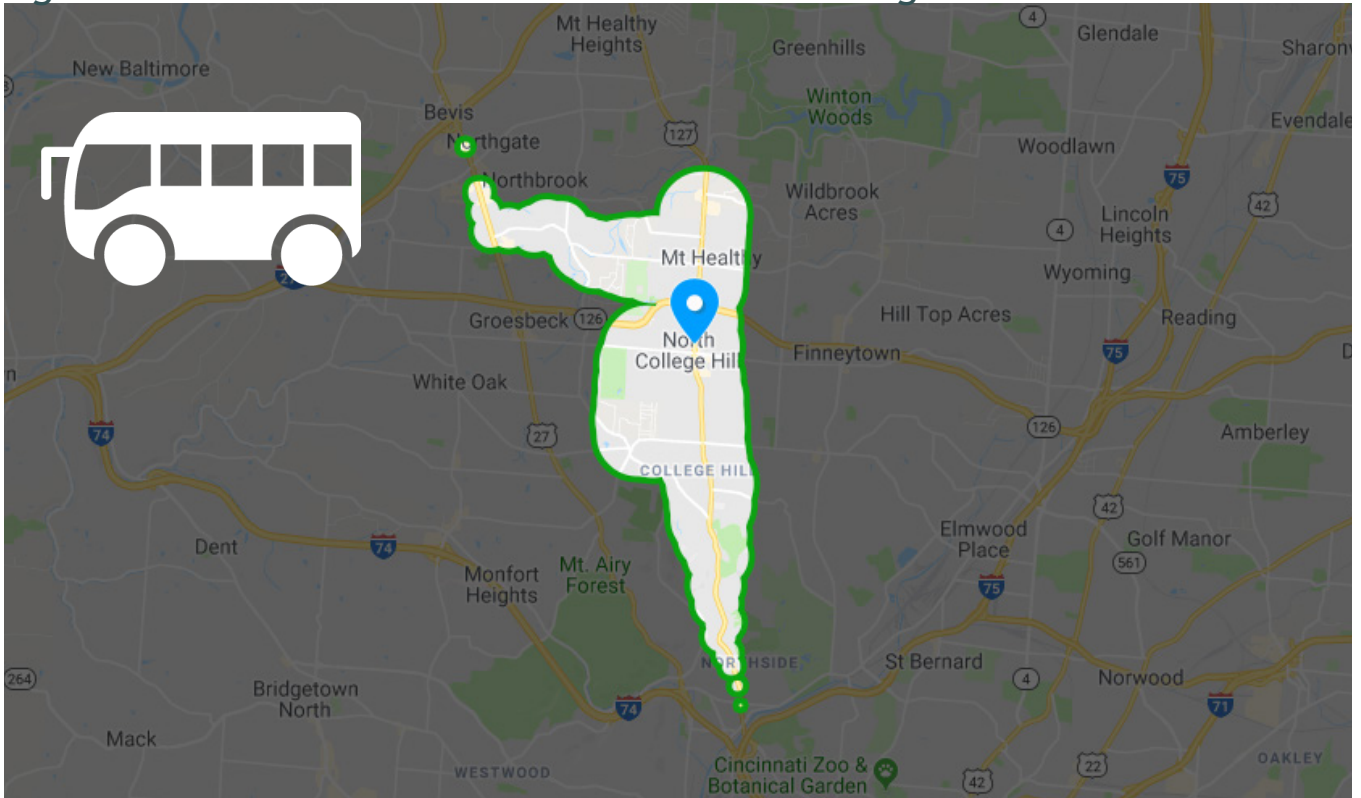 Mt Healthy
Heights
4
Glendale
Greenhills
Sharon
New Baltimore
Winton
Woods
Bevis
Evendale
127
Northgate
Woodlawn
75
Northbrook
Wildbrook
Acres
42
Lincoln
Heights
4
Mt Healthy
Wyoming
Groesbeck
126
Hill Top Acres
Reading
North
College Hill
Finneytown
75
White Oak
74
27
126
Amberley
COLLEGE HILL
42
Elmwood
Place
Golf Manor
561
Dent
74
Monfort
Heights
Mt. Airy
Forest
75
NORTHSIDE
St Bernard
264
4
Norwood
Bridgetown
North
74
71
Mack
Cincinnati Zoo &
Botanical Garden
WESTWOOD
22
OAKLEY
42